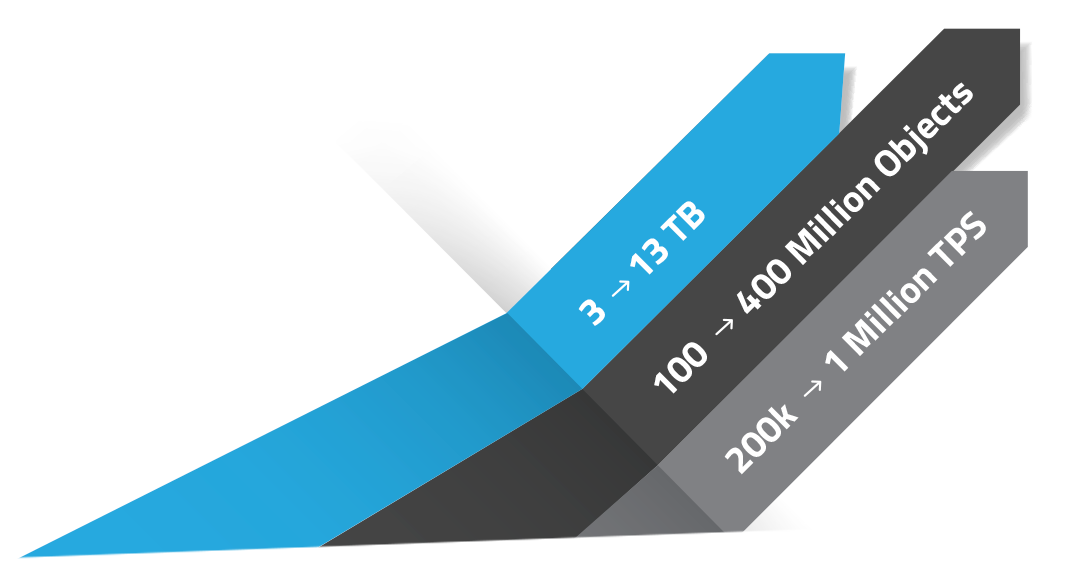 3 → 13 TB
100 → 400 Million Objects
200k → 1 Million TPS